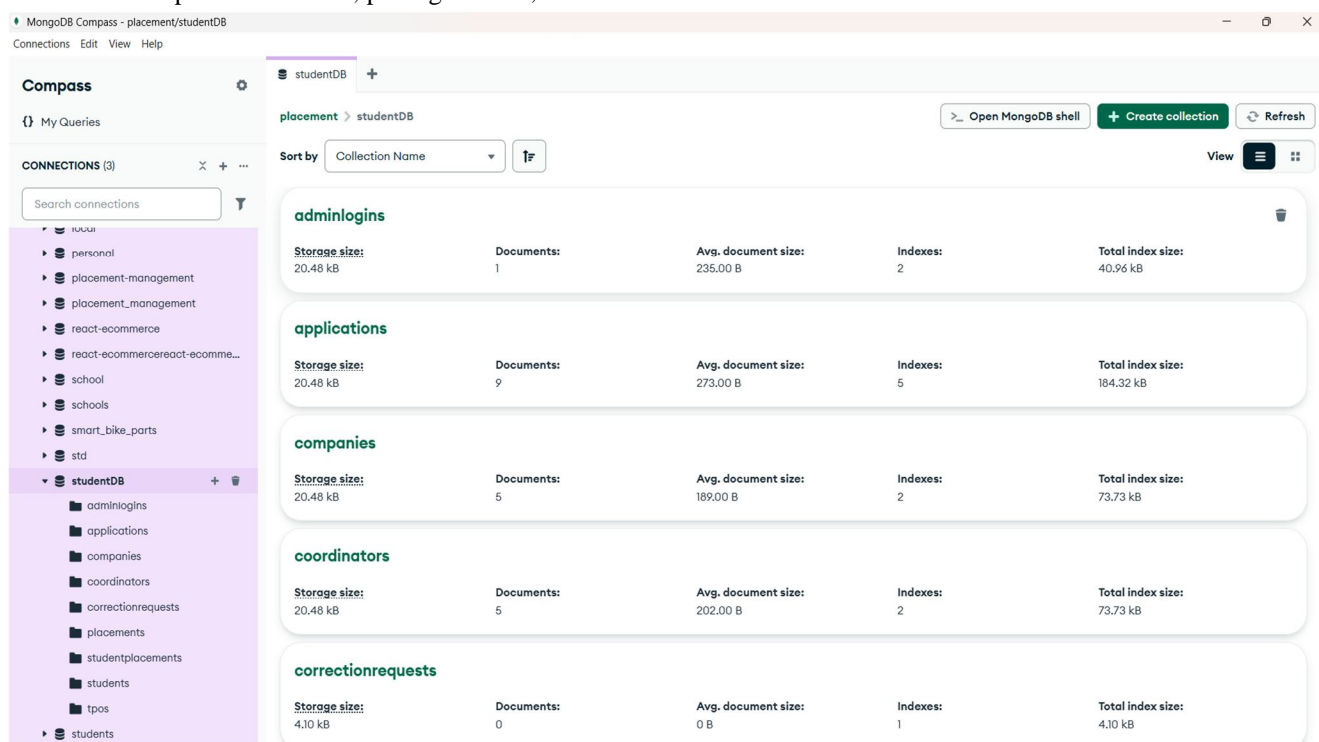 MongoDB Compass - placement/studentDB
Connections Edit View Help
Compass
{} My Queries
CONNECTIONS (3)
Search connections
local
personal
placement-management
placement_management
react-ecommerce
react-ecommercereact-ecomme...
school
schools
smart_bike_parts
std
studentDB
adminlogins
applications
companies
coordinators
correctionrequests
placements
studentplacements
students
tpos
students
studentDB
placement > studentDB
>_ Open MongoDB shell
+ Create collection
Refresh
Sort by Collection Name
View
adminlogins
Storage size: Documents: Avg. document size: Indexes: Total index size:
20.48 kB 1 235.00 B 2 40.96 kB
applications
Storage size: Documents: Avg. document size: Indexes: Total index size:
20.48 kB 9 273.00 B 5 184.32 kB
companies
Storage size: Documents: Avg. document size: Indexes: Total index size:
20.48 kB 5 189.00 B 2 73.73 kB
coordinators
Storage size: Documents: Avg. document size: Indexes: Total index size:
20.48 kB 5 202.00 B 2 73.73 kB
correctionrequests
Storage size: Documents: Avg. document size: Indexes: Total index size:
4.10 kB 0 0 B 1 4.10 kB